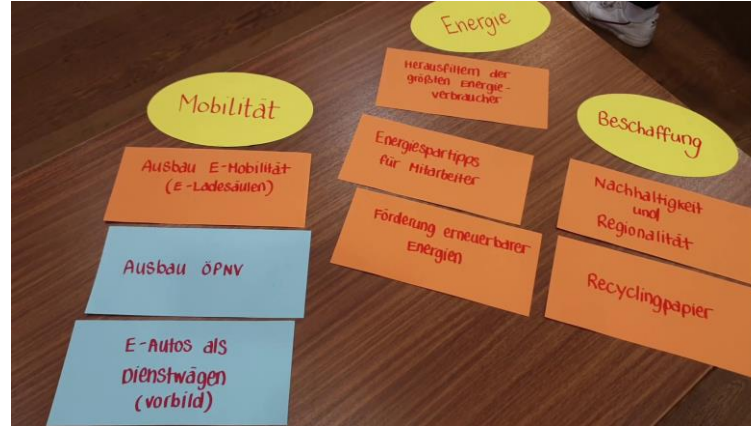 Mobilität
Ausbau E-Mobilität
(E-Ladesäulen)
Ausbau ÖPNV
E-Autos als
Dienstwägen
(vorbild)
Energie
Herausfiltern der
größten Energie-
verbraucher
Energiespartipps
für Mitarbeiter
Förderung erneuerbarer
Energien
Beschaffung
Nachhaltigkeit
und
Regionalität
Recyclingpapier